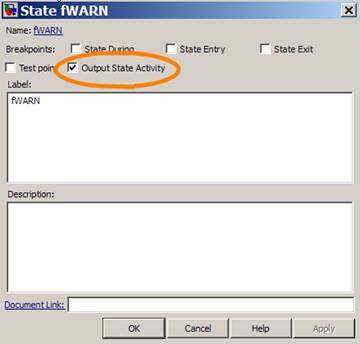 State fWARN
Name: fWARN
Breakpoints: State During State Entry State Exit
Test point Output State Activity
Label:
fWARN
Description:
Document Link:
OK Cancel Help Apply